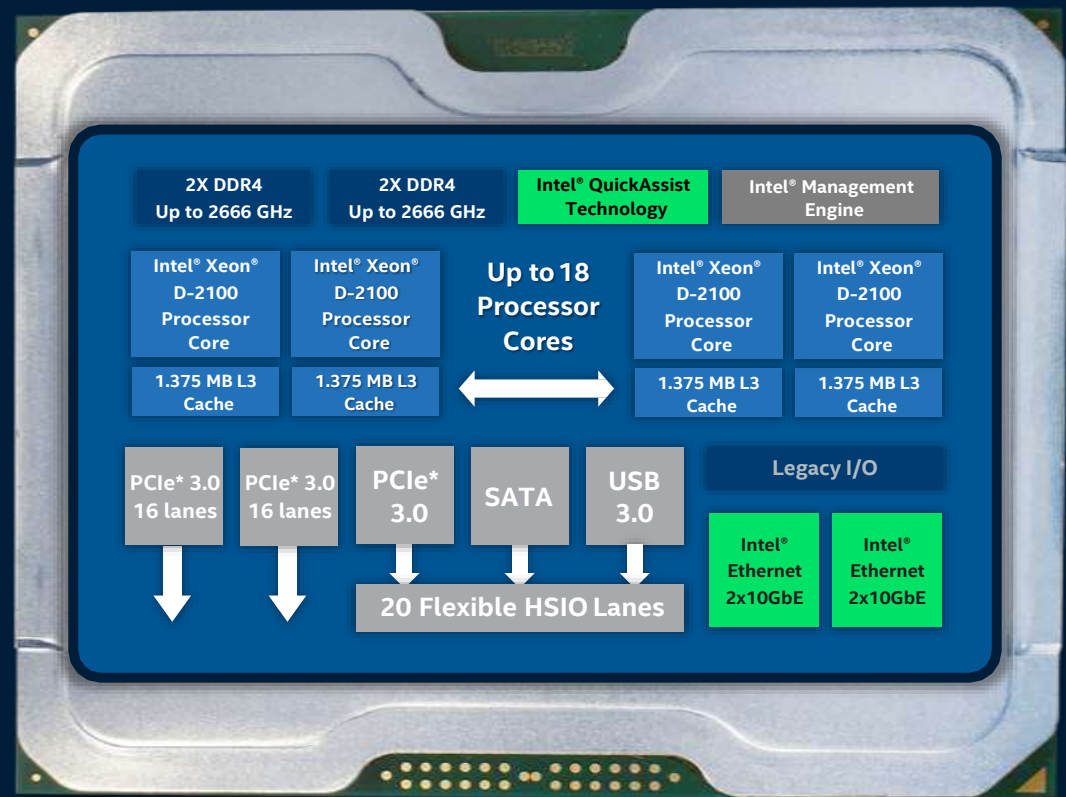 2X DDR4
Up to 2666 GHz
2X DDR4
Up to 2666 GHz
Intel® QuickAssist
Technology
Intel® Management
Engine
Intel® Xeon®
D-2100
Processor
Core
Intel® Xeon®
D-2100
Processor
Core
Up to 18
Processor
Cores
Intel® Xeon®
D-2100
Processor
Core
Intel® Xeon®
D-2100
Processor
Core
1.375 MB L3
Cache
1.375 MB L3
Cache
1.375 MB L3
Cache
1.375 MB L3
Cache
PCIe* 3.0
16 lanes
PCIe* 3.0
16 lanes
PCIe*
3.0
SATA
USB
3.0
Legacy I/O
20 Flexible HSIO Lanes
Intel®
Ethernet
2x10GbE
Intel®
Ethernet
2x10GbE